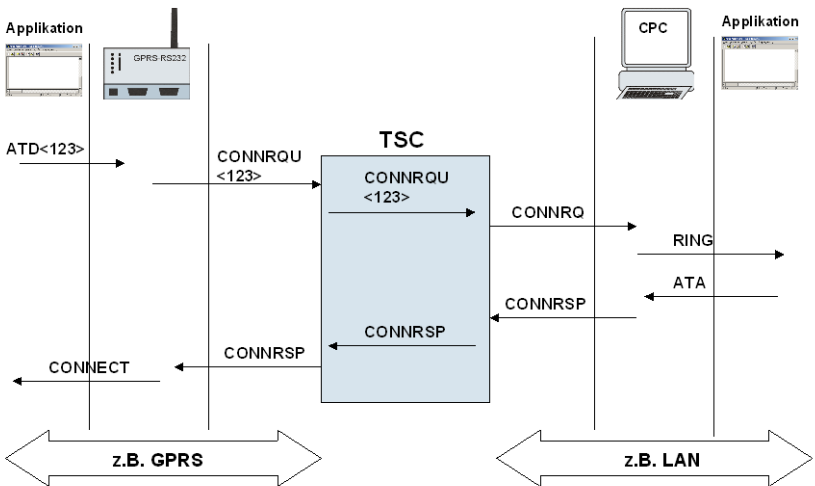 Applikation
GPRS-RS232
CPC
Applikation
TSC
ATD<123>
CONNRQU
<123>
CONNRQU
<123>
CONNRQ
RING
ATA
CONNRSP
CONNRSP
CONNRSP
CONNECT
z.B. GPRS
z.B. LAN